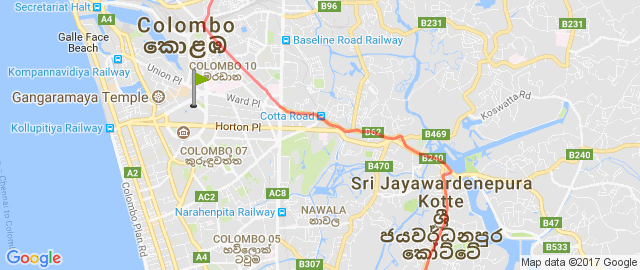 Secretariat Halt
A4
B96
B231
B231
Colombo
කොළඹ
Galle Face
Beach
Baseline Road Railway
COLOMBO 10
මරදාන
Kompannavidiya Railway
Union Pl
Gangaramaya Temple
Ward Pl
Koswatta Rd
Cotta Road
Kollupitiya Railway
Horton Pl
B62
B469
COLOMBO 07
කුරුඳුවත්ත
B240
B240
B470
A2
AC2
AC8
Sri Jayawardenepura
Kotte
ශ්‍රී
ජයවර්ධනපුර
කෝට්ටේ
Narahenpita Railway
NAWALA
නාවල
B47
B533
Colombo Plan Rd
Chennai to Colombo
COLOMBO 05
හැව්ලොක්
ටවුම
A4
B307
Google
Map data ©2017 Google